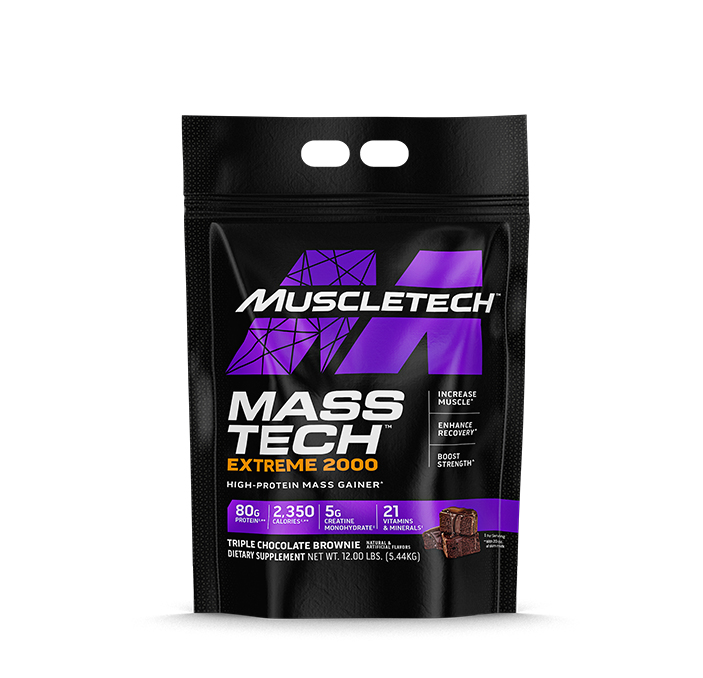 MUSCLETECH™
MASS
TECH™
EXTREME 2000
HIGH-PROTEIN MASS GAINER*
INCREASE
MUSCLE*
ENHANCE
RECOVERY*
BOOST
STRENGTH*
80G
PROTEIN
2,350
CALORIES
5G
CREATINE
MONOHYDRATE
21
VITAMINS
& MINERALS
TRIPLE CHOCOLATE BROWNIE
NATURAL &
ARTIFICIAL FLAVORS
DIETARY SUPPLEMENT NET WT. 12.00 LBS. (5.44KG)